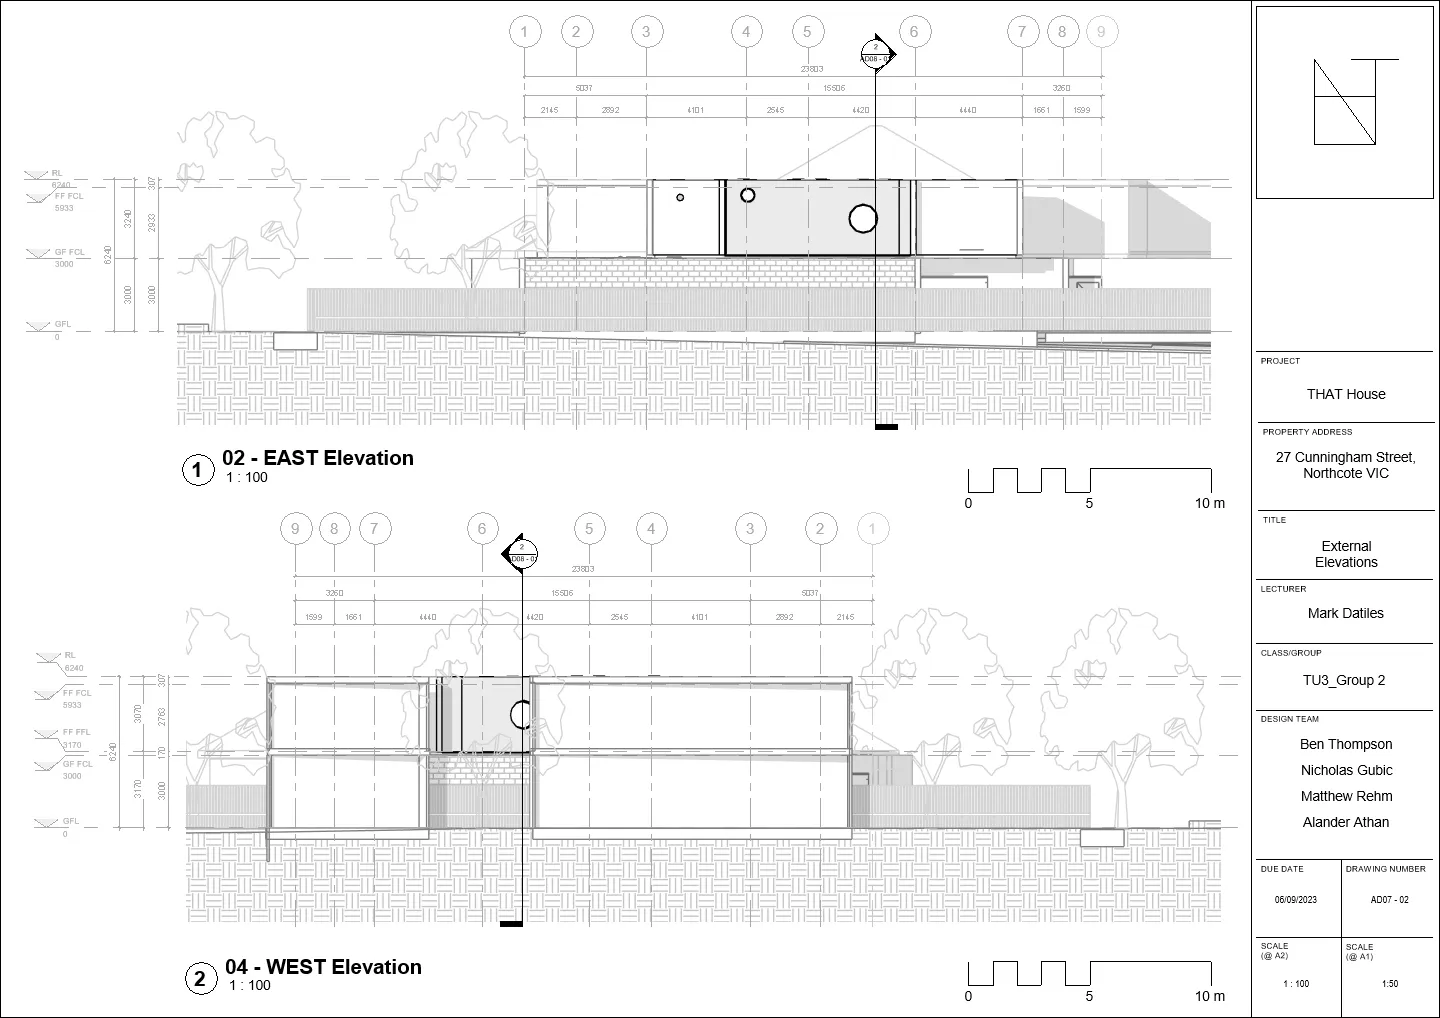 1 2 3 4 5 6 7 8 9
2
23803
5037 15506 3260
2145 2892 4101 2545 4420 4440 1661 1599
RL
6240
FF FCL
5933
GF FCL
3000
GFL
0
307
3240
2933
6240
3000
3000
1
02 - EAST Elevation
1 : 100
0 5 10 m
9 8 7 6 5 4 3 2 1
2
23803
3260 15506 5037
1599 1661 4440 4420 2545 4101 2892 2145
RL
6240
FF FCL
5933
FF FFL
3170
GF FCL
3000
GFL
0
307
3070
2763
6240
170
3170
3000
2
04 - WEST Elevation
1 : 100
0 5 10 m
PROJECT
THAT House
PROPERTY ADDRESS
27 Cunningham Street,
Northcote VIC
TITLE
External
Elevations
LECTURER
Mark Datiles
CLASS/GROUP
TU3_Group 2
DESIGN TEAM
Ben Thompson
Nicholas Gubic
Matthew Rehm
Alander Athan
DUE DATE
06/09/2023
DRAWING NUMBER
AD07 - 02
SCALE
(@ A2)
1 : 100
SCALE
(@ A1)
1:50